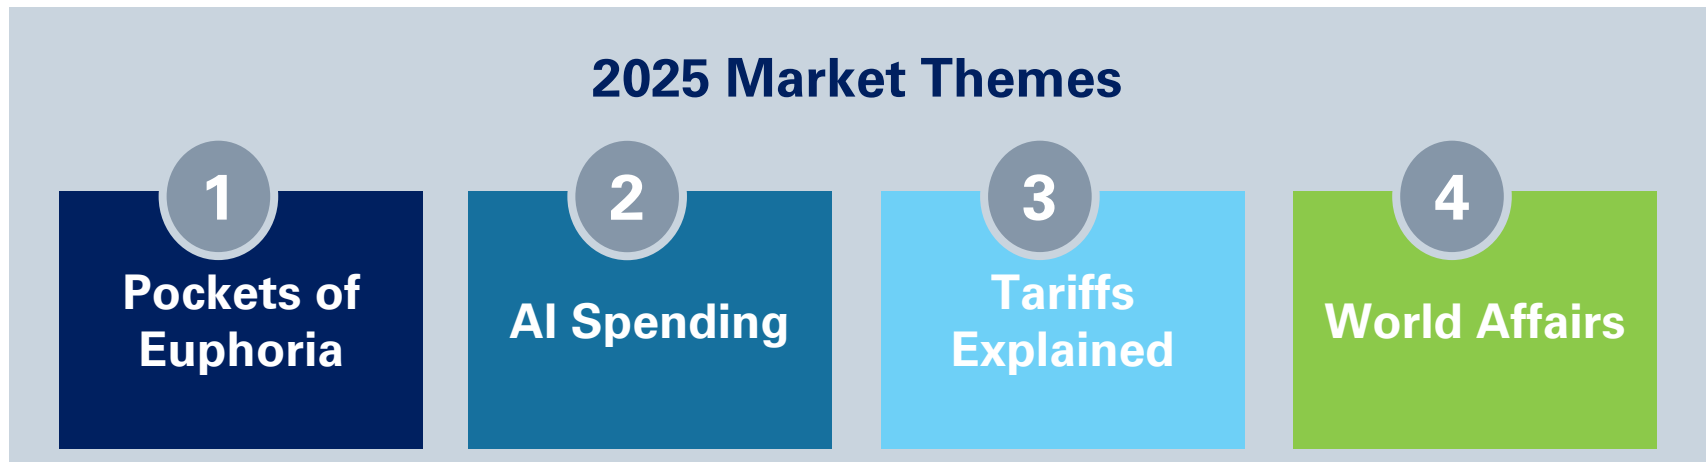 2025 Market Themes
1
Pockets of
Euphoria
2
AI Spending
3
Tariffs
Explained
4
World Affairs